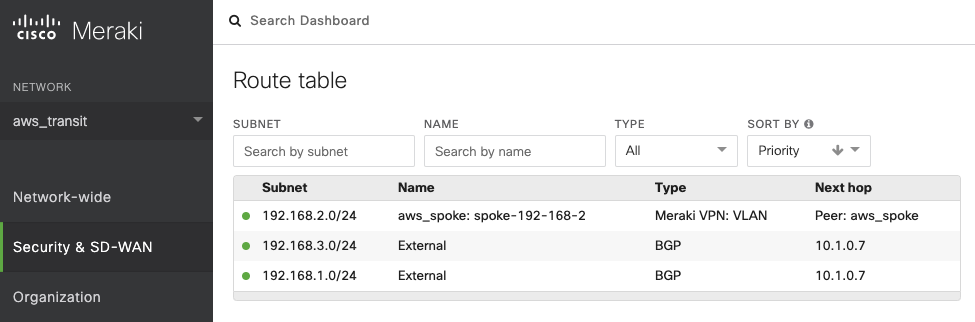 cisco Meraki
Search Dashboard
NETWORK
aws_transit
Network-wide
Security & SD-WAN
Organization
Route table
SUBNET NAME TYPE SORT BY
Search by subnet Search by name All Priority
Subnet Name Type Next hop
192.168.2.0/24 aws_spoke: spoke-192-168-2 Meraki VPN: VLAN Peer: aws_spoke
192.168.3.0/24 External BGP 10.1.0.7
192.168.1.0/24 External BGP 10.1.0.7